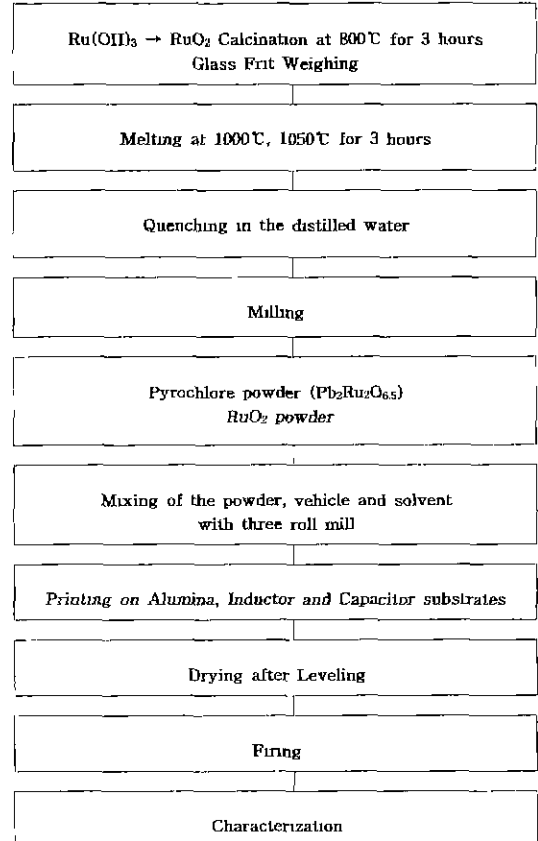 Ru(OH)₃ → RuO₂ Calcination at 800℃ for 3 hours
Glass Frit Weighing
Melting at 1000℃, 1050℃ for 3 hours
Quenching in the distilled water
Milling
Pyrochlore powder (Pb₂Ru₂O₆.₅)
RuO₂ powder
Mixing of the powder, vehicle and solvent
with three roll mill
Printing on Alumina, Inductor and Capacitor substrates
Drying after Leveling
Firing
Characterization